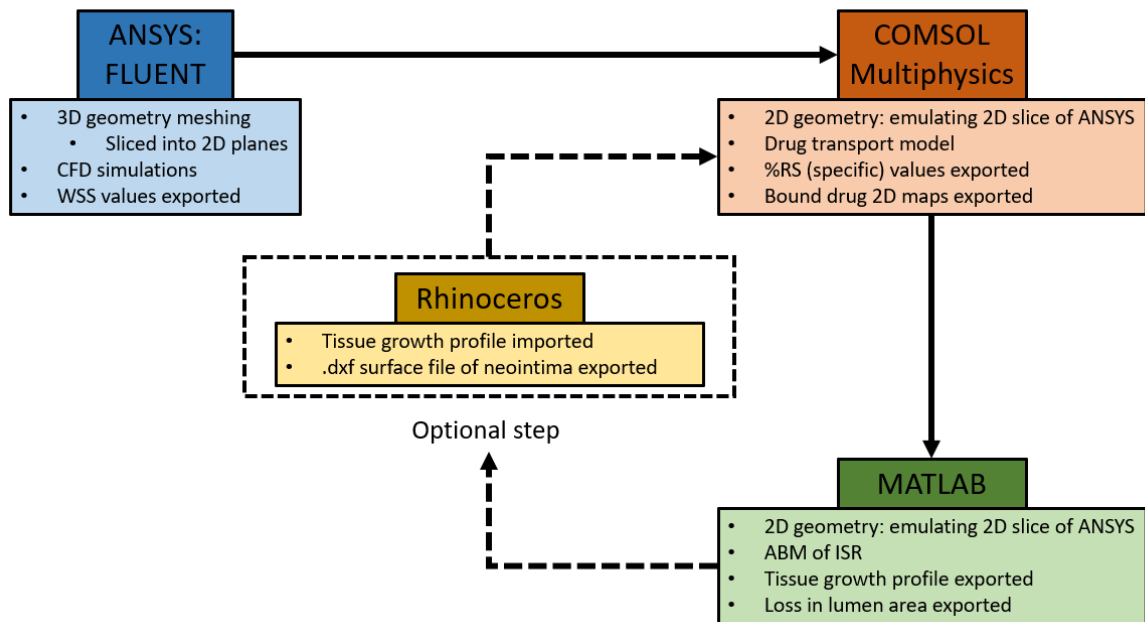 ANSYS:
FLUENT
• 3D geometry meshing
• Sliced into 2D planes
• CFD simulations
• WSS values exported
COMSOL
Multiphysics
• 2D geometry: emulating 2D slice of ANSYS
• Drug transport model
• %RS (specific) values exported
• Bound drug 2D maps exported
Rhinoceros
• Tissue growth profile imported
• .dxf surface file of neointima exported
Optional step
MATLAB
• 2D geometry: emulating 2D slice of ANSYS
• ABM of ISR
• Tissue growth profile exported
• Loss in lumen area exported